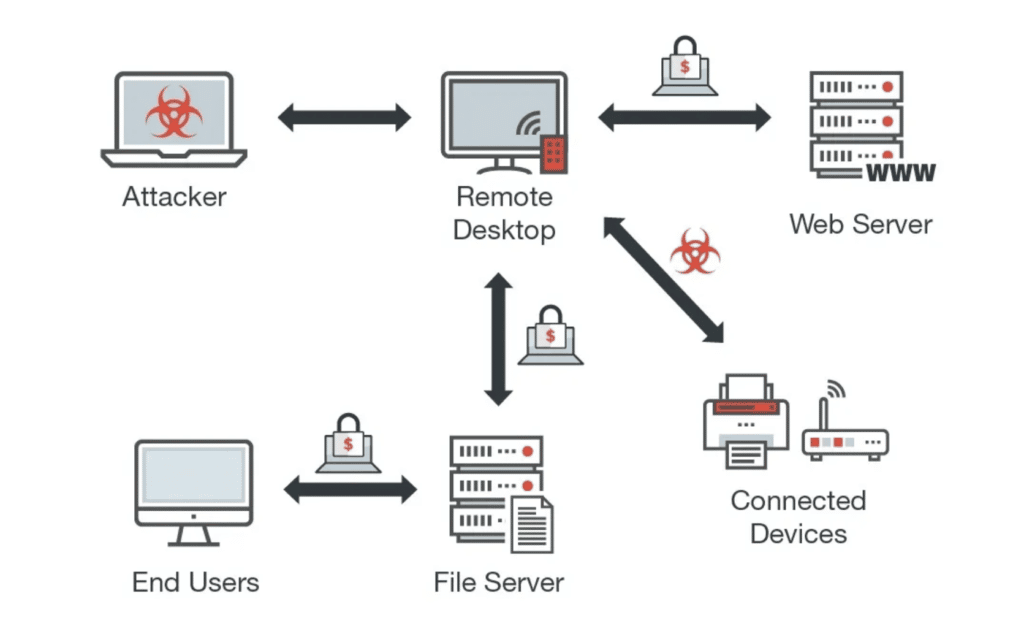 $
WWW
Attacker
Remote
Desktop
Web Server
$
$
Connected
Devices
End Users
File Server